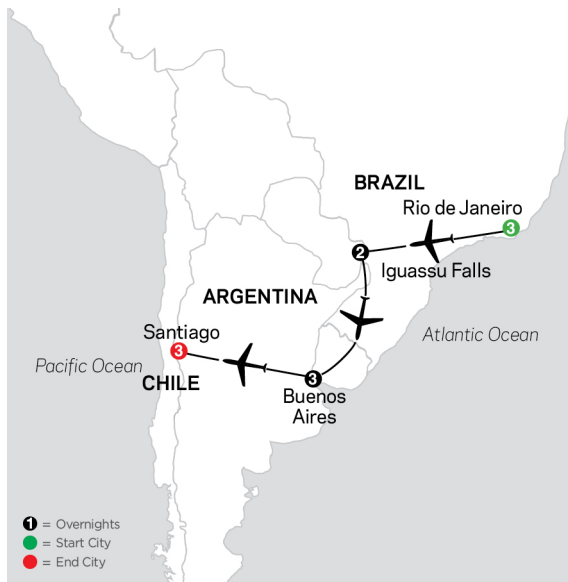 BRAZIL
Rio de Janeiro
3
2
Iguassu Falls
ARGENTINA
Santiago
Atlantic Ocean
3
Pacific Ocean
CHILE
3
Buenos
Aires
1 = Overnights
= Start City
= End City